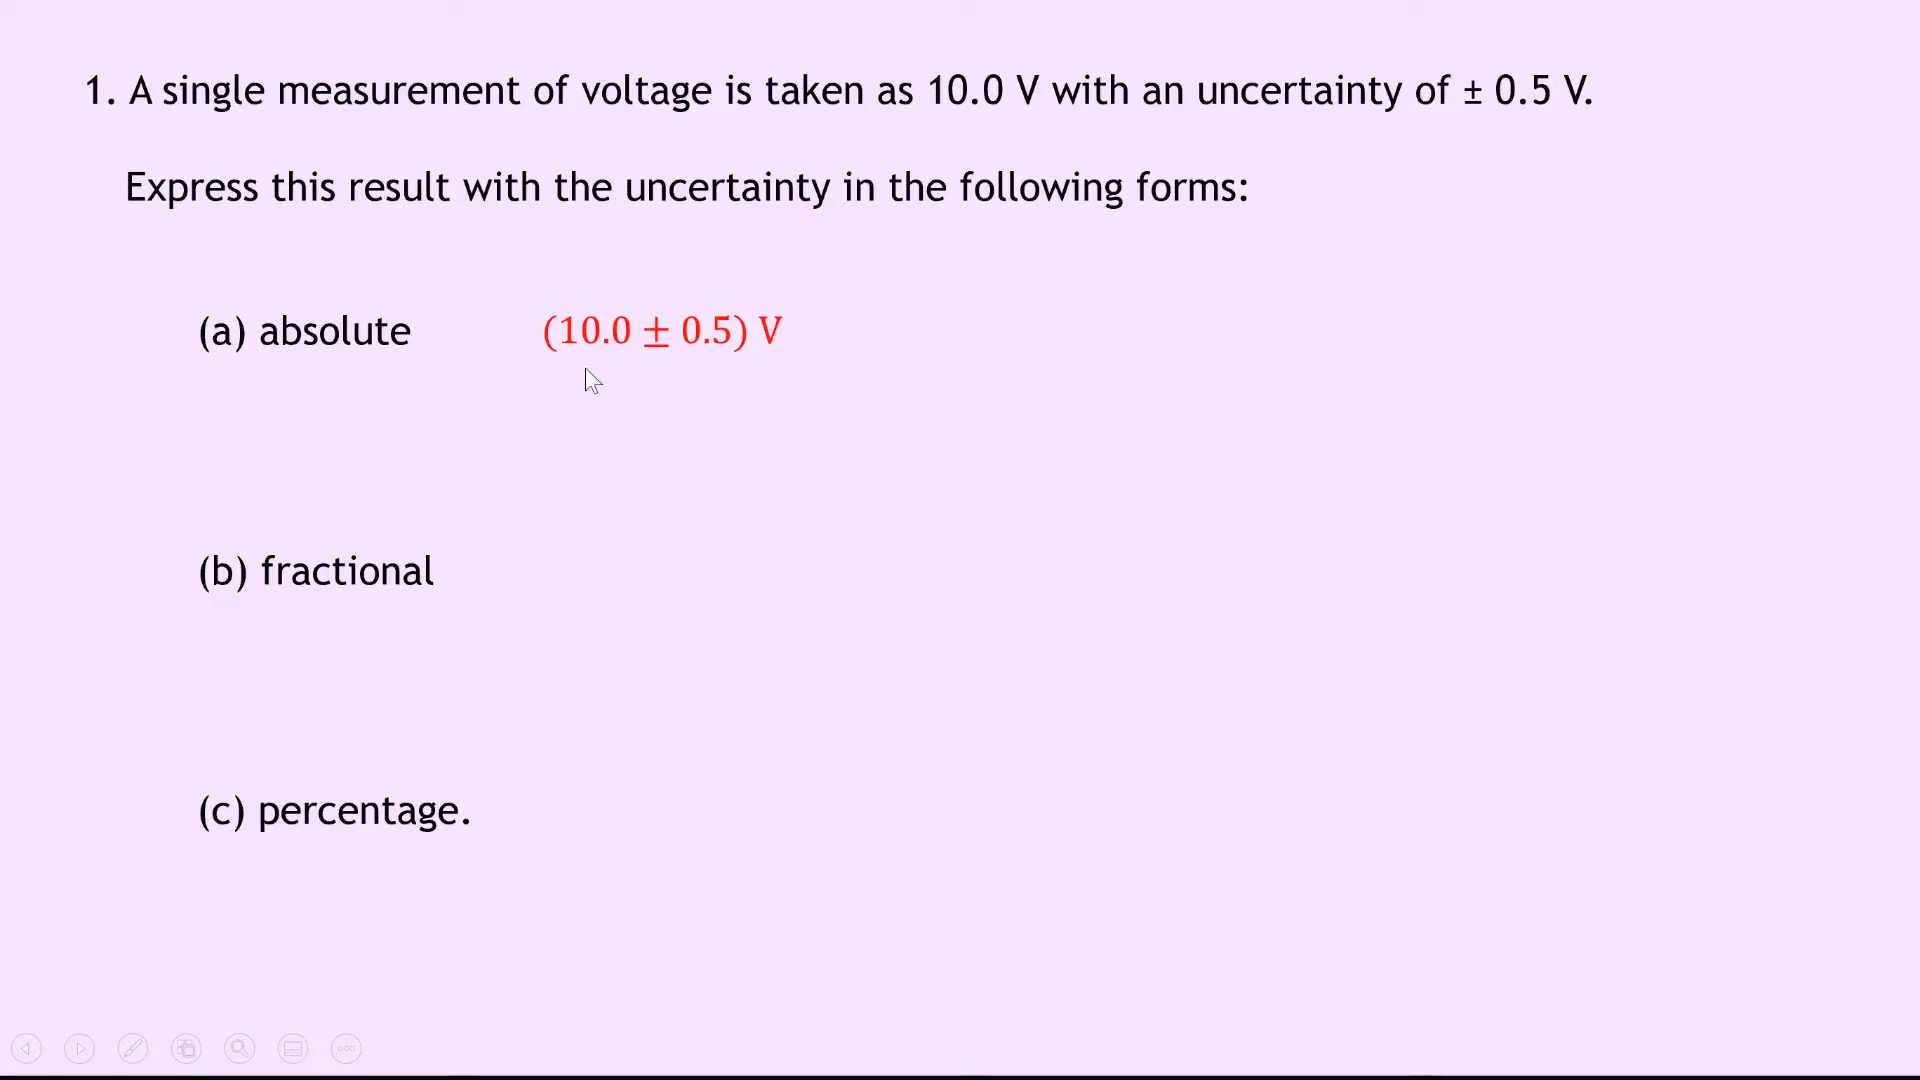 1. A single measurement of voltage is taken as 10.0 V with an uncertainty of ± 0.5 V.
Express this result with the uncertainty in the following forms:
(a) absolute (10.0 ± 0.5) V
(b) fractional
(c) percentage.